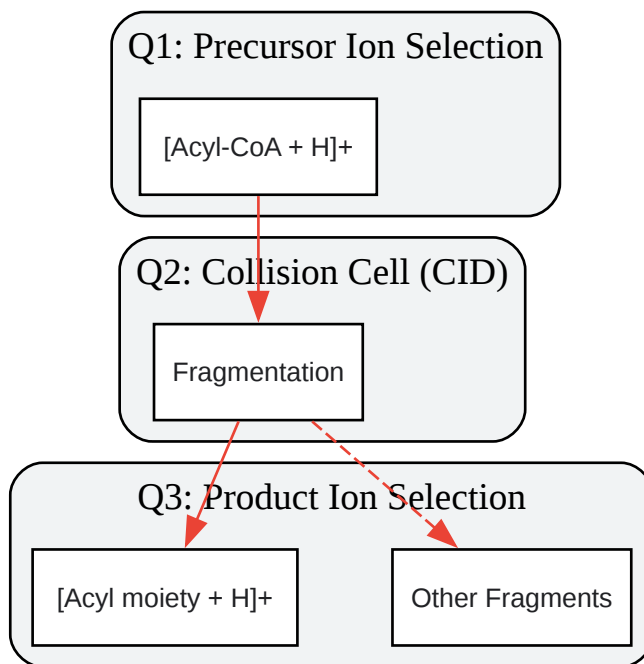 Q1: Precursor Ion Selection
[Acyl-CoA + H]+
Q2: Collision Cell (CID)
Fragmentation
Q3: Product Ion Selection
[Acyl moiety + H]+
Other Fragments